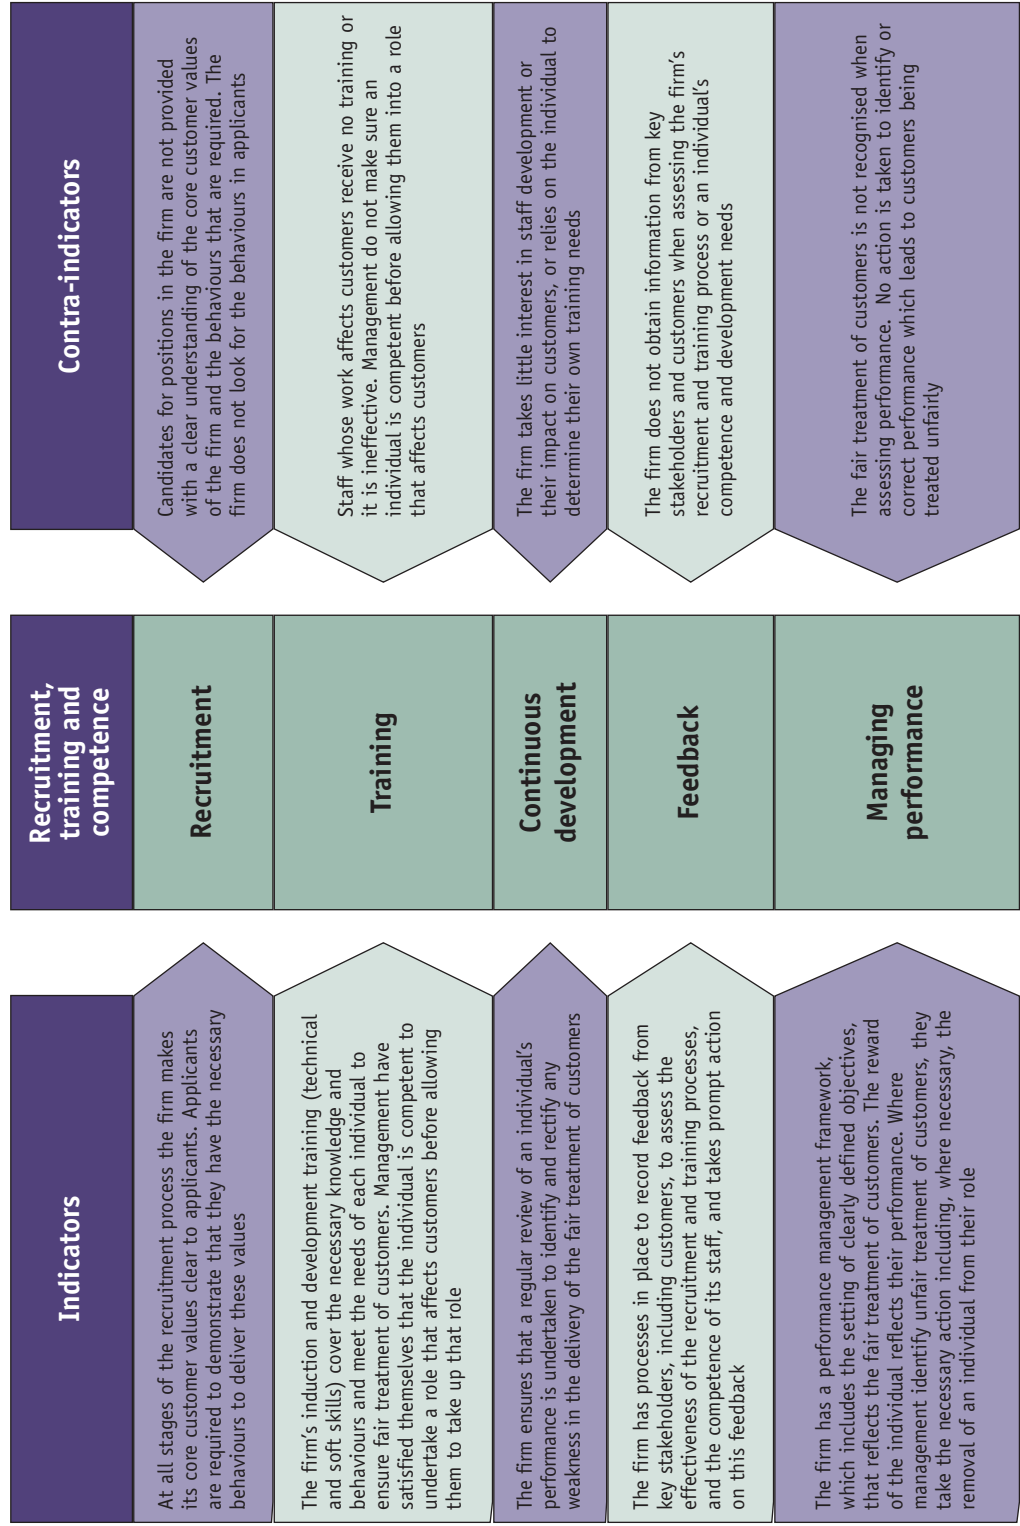 Indicators
Recruitment,
training and
competence
Contra-indicators
At all stages of the recruitment process the firm makes
its core customer values clear to applicants. Applicants
are required to demonstrate that they have the necessary
behaviours to deliver these values
Recruitment
Candidates for positions in the firm are not provided
with a clear understanding of the core customer values
of the firm and the behaviours that are required. The
firm does not look for the behaviours in applicants
The firm's induction and development training (technical
and soft skills) cover the necessary knowledge and
behaviours and meet the needs of each individual to
ensure fair treatment of customers. Management have
satisfied themselves that the individual is competent to
undertake a role that affects customers before allowing
them to take up that role
Training
Staff whose work affects customers receive no training or
it is ineffective. Management do not make sure an
individual is competent before allowing them into a role
that affects customers
The firm ensures that a regular review of an individual's
performance is undertaken to identify and rectify any
weakness in the delivery of the fair treatment of customers
Continuous
development
The firm takes little interest in staff development or
their impact on customers, or relies on the individual to
determine their own training needs
The firm has processes in place to record feedback from
key stakeholders, including customers, to assess the
effectiveness of the recruitment and training processes,
and the competence of its staff, and takes prompt action
on this feedback
Feedback
The firm does not obtain information from key
stakeholders and customers when assessing the firm's
recruitment and training process or an individual's
competence and development needs
The firm has a performance management framework,
which includes the setting of clearly defined objectives,
that reflects the fair treatment of customers. The reward
of the individual reflects their performance. Where
management identify unfair treatment of customers, they
take the necessary action including, where necessary, the
removal of an individual from their role
Managing
performance
The fair treatment of customers is not recognised when
assessing performance. No action is taken to identify or
correct performance which leads to customers being
treated unfairly